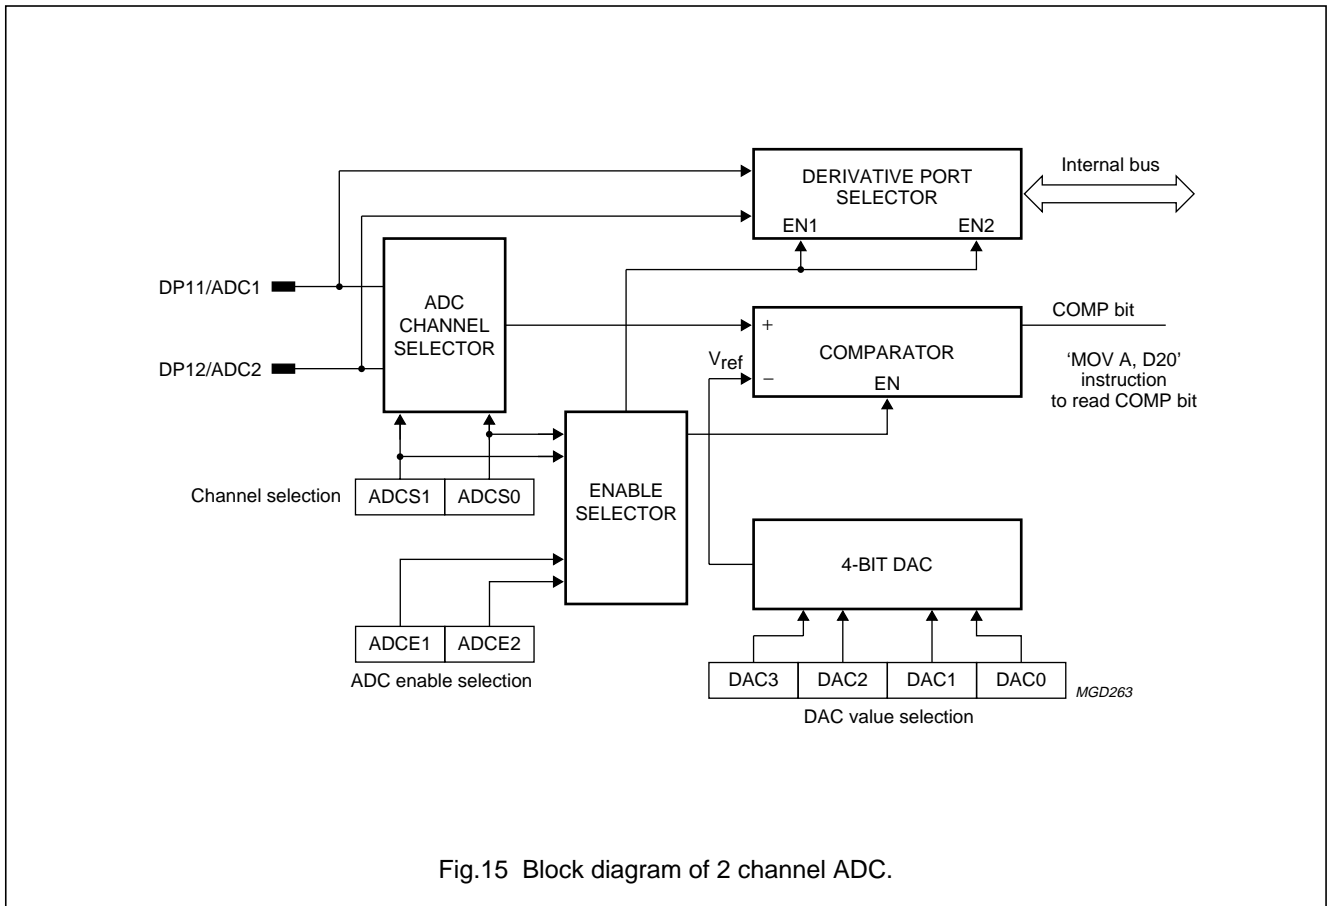 DERIVATIVE PORT
SELECTOR
EN1 EN2
Internal bus
DP11/ADC1
DP12/ADC2
ADC
CHANNEL
SELECTOR
Vref
+
−
COMPARATOR
EN
COMP bit
‘MOV A, D20’
instruction
to read COMP bit
Channel selection
ADCS1 ADCS0
ENABLE
SELECTOR
4-BIT DAC
ADCE1 ADCE2
ADC enable selection
DAC3 DAC2 DAC1 DAC0
MGD263
DAC value selection
Fig.15 Block diagram of 2 channel ADC.